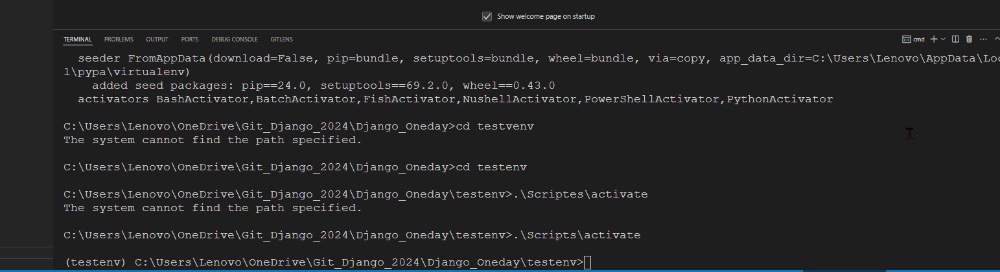 Show welcome page on startup
TERMINAL PROBLEMS OUTPUT PORTS DEBUG CONSOLE GITLENS cmd
seeder FromAppData(download=False, pip=bundle, setuptools=bundle, wheel=bundle, via=copy, app_data_dir=C:\Users\Lenovo\AppData\Loc
l\pypa\virtualenv)
added seed packages: pip==24.0, setuptools==69.2.0, wheel==0.43.0
activators BashActivator,BatchActivator,FishActivator,NushellActivator,PowerShellActivator,PythonActivator
C:\Users\Lenovo\OneDrive\Git_Django_2024\Django_Oneday>cd testvenv
The system cannot find the path specified.
C:\Users\Lenovo\OneDrive\Git_Django_2024\Django_Oneday>cd testenv
C:\Users\Lenovo\OneDrive\Git_Django_2024\Django_Oneday\testenv>.\Scriptes\activate
The system cannot find the path specified.
C:\Users\Lenovo\OneDrive\Git_Django_2024\Django_Oneday\testenv>.\Scripts\activate
(testenv) C:\Users\Lenovo\OneDrive\Git_Django_2024\Django_Oneday\testenv>